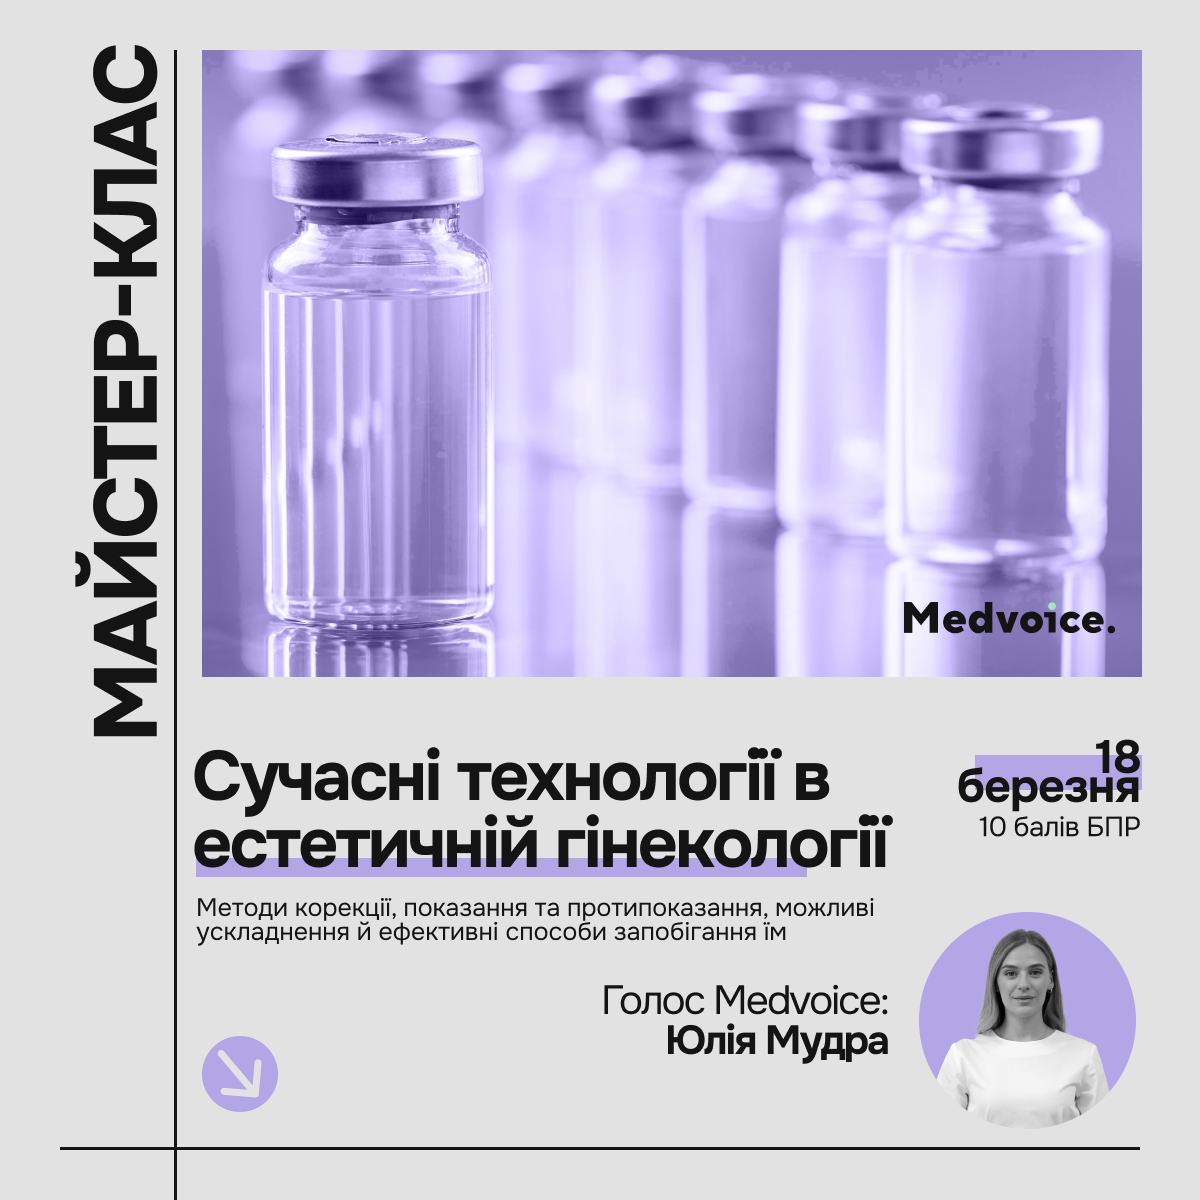 МАЙСТЕР-КЛАС
Medvoice.
Сучасні технології в
естетичній гінекології
18
березня
10 балів БПР
Методи корекції, показання та протипоказання, можливі
ускладнення й ефективні способи запобігання їм
Голос Medvoice:
Юлія Мудра